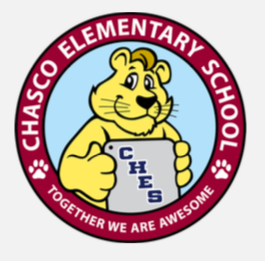 CHASCO ELEMENTARY SCHOOL
CHES
TOGETHER WE ARE AWESOME